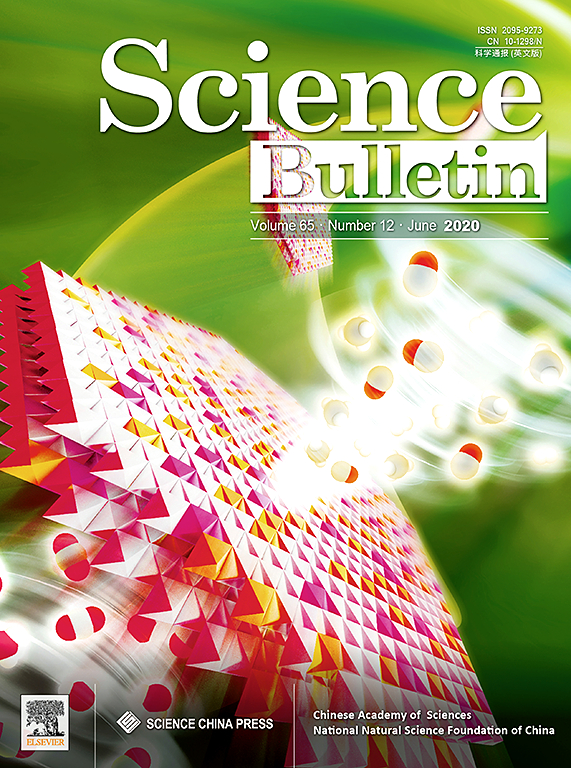 ISSN 2095-9273
CN 10-1298/N
科学通报 (英文版)
Science
Bulletin
Volume 65 · Number 12 · June 2020
ELSEVIER
SCIENCE CHINA PRESS
Chinese Academy of Sciences
National Natural Science Foundation of China